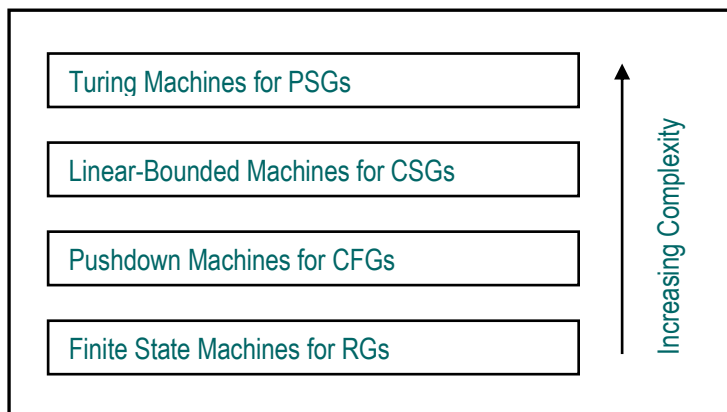 Turing Machines for PSGs
Linear-Bounded Machines for CSGs
Pushdown Machines for CFGs
Finite State Machines for RGs
Increasing Complexity